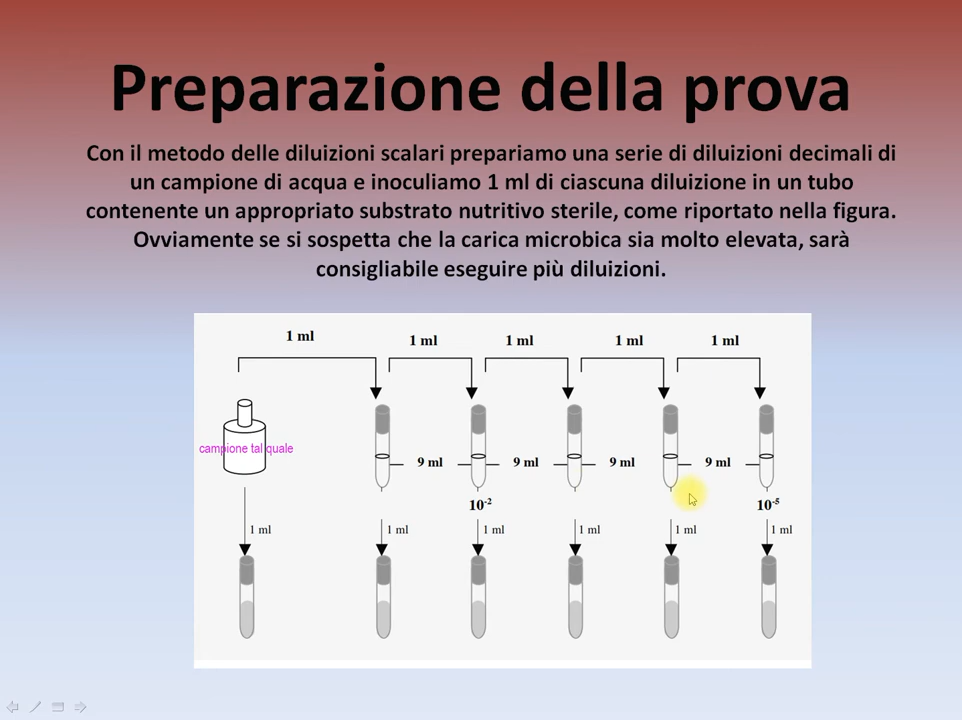 Preparazione della prova
Con il metodo delle diluizioni scalari prepariamo una serie di diluizioni decimali di
un campione di acqua e inoculiamo 1 ml di ciascuna diluizione in un tubo
contenente un appropriato substrato nutritivo sterile, come riportato nella figura.
Ovviamente se si sospetta che la carica microbica sia molto elevata, sarà
consigliabile eseguire più diluizioni.
1 ml 1 ml 1 ml 1 ml 1 ml
campione tal quale
9 ml 9 ml 9 ml 9 ml
10⁻² 10⁻⁵
1 ml 1 ml 1 ml 1 ml 1 ml 1 ml